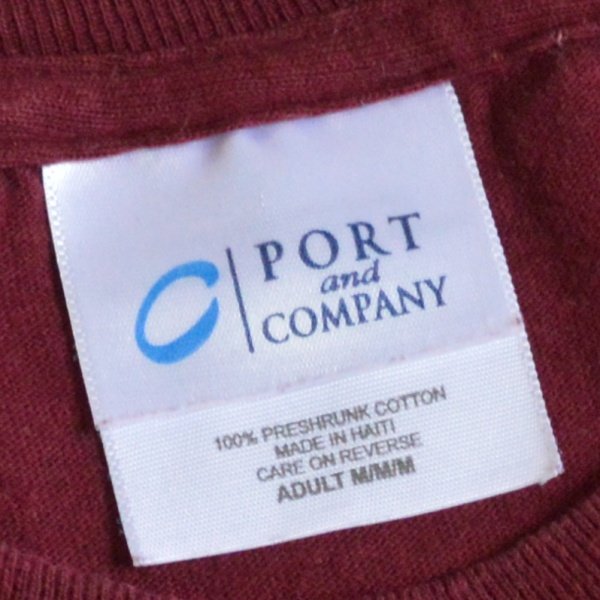 PORT
and
COMPANY
100% PRESHRUNK COTTON
MADE IN HAITI
CARE ON REVERSE
ADULT M/M/M